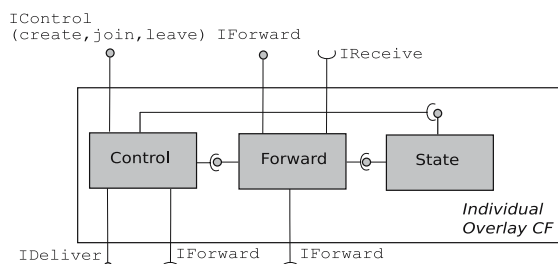 IControl
(create,join,leave) IForward
IReceive
Control
Forward
State
Individual
Overlay CF
IDeliver
IForward
IForward